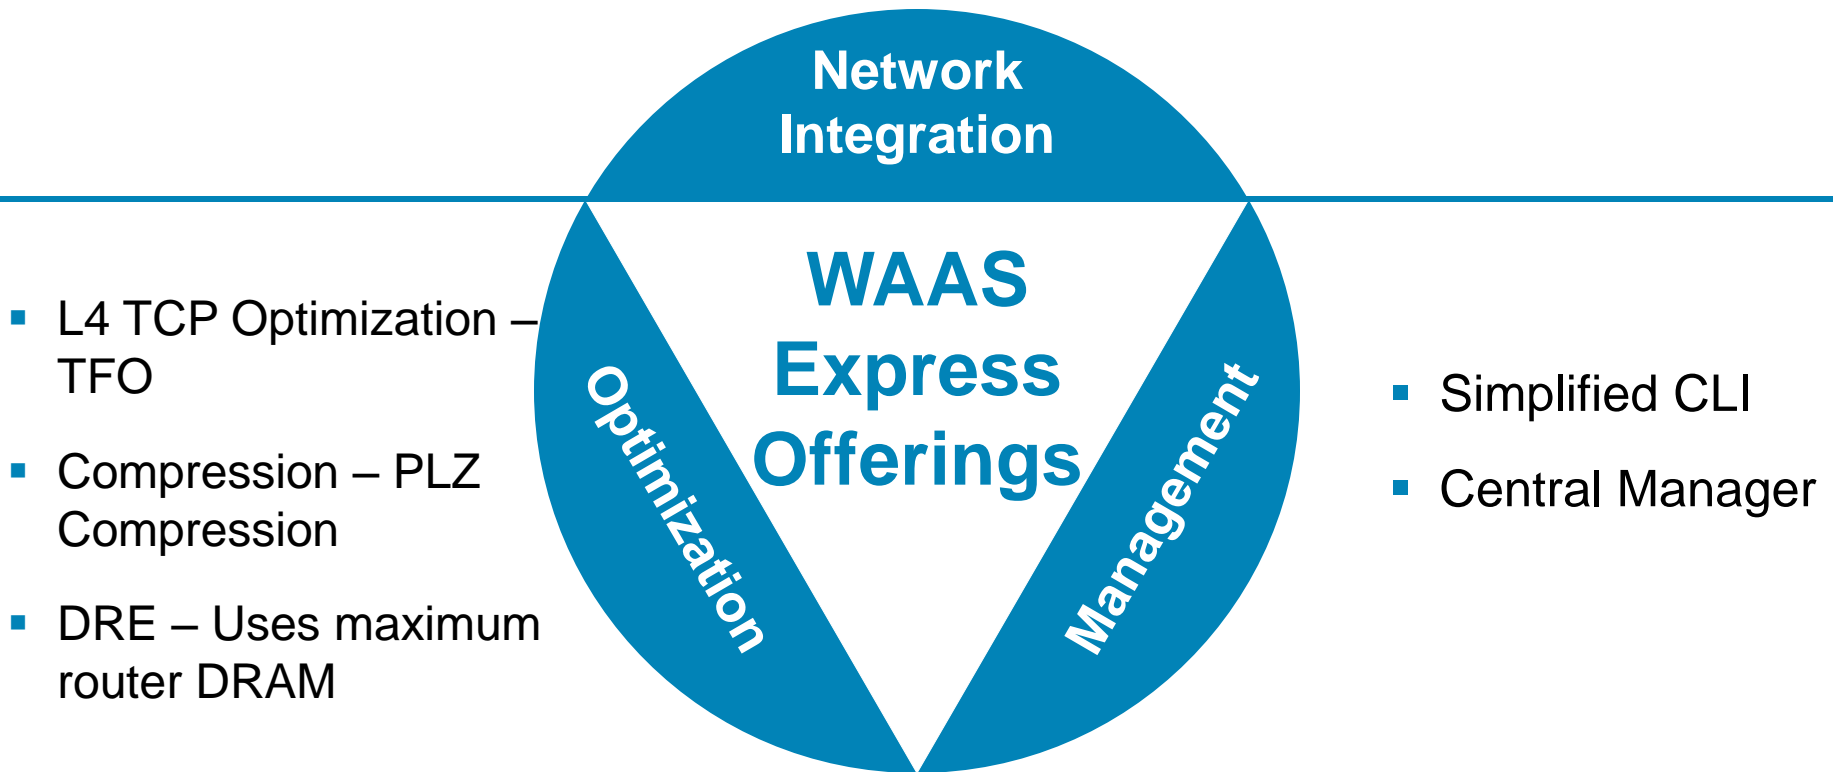 Network
Integration
WAAS
Express
Offerings
Optimization
Management
L4 TCP Optimization –
TFO
Compression – PLZ
Compression
DRE – Uses maximum
router DRAM
Simplified CLI
Central Manager